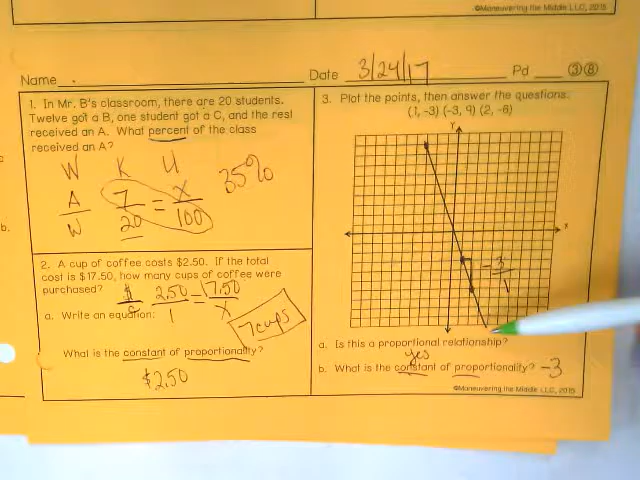 ©Maneuvering the Middle LLC, 2015
Name
Date 3/24/17
Pd
③⑧
1. In Mr. B's classroom, there are 20 students.
Twelve got a B, one student got a C, and the rest
received an A. What percent of the class
received an A?
W K U
A/W 7/20 = x/100
35%
2. A cup of coffee costs $2.50. If the total
cost is $17.50, how many cups of coffee were
purchased?
$/c 2.50/1 = 17.50/x
a. Write an equation:
7 cups
What is the constant of proportionality?
$2.50
3. Plot the points, then answer the questions:
(1, -3) (-3, 9) (2, -6)
Y
X
-3/1
a. Is this a proportional relationship?
yes
b. What is the constant of proportionality? -3
©Maneuvering the Middle LLC, 2015
b.